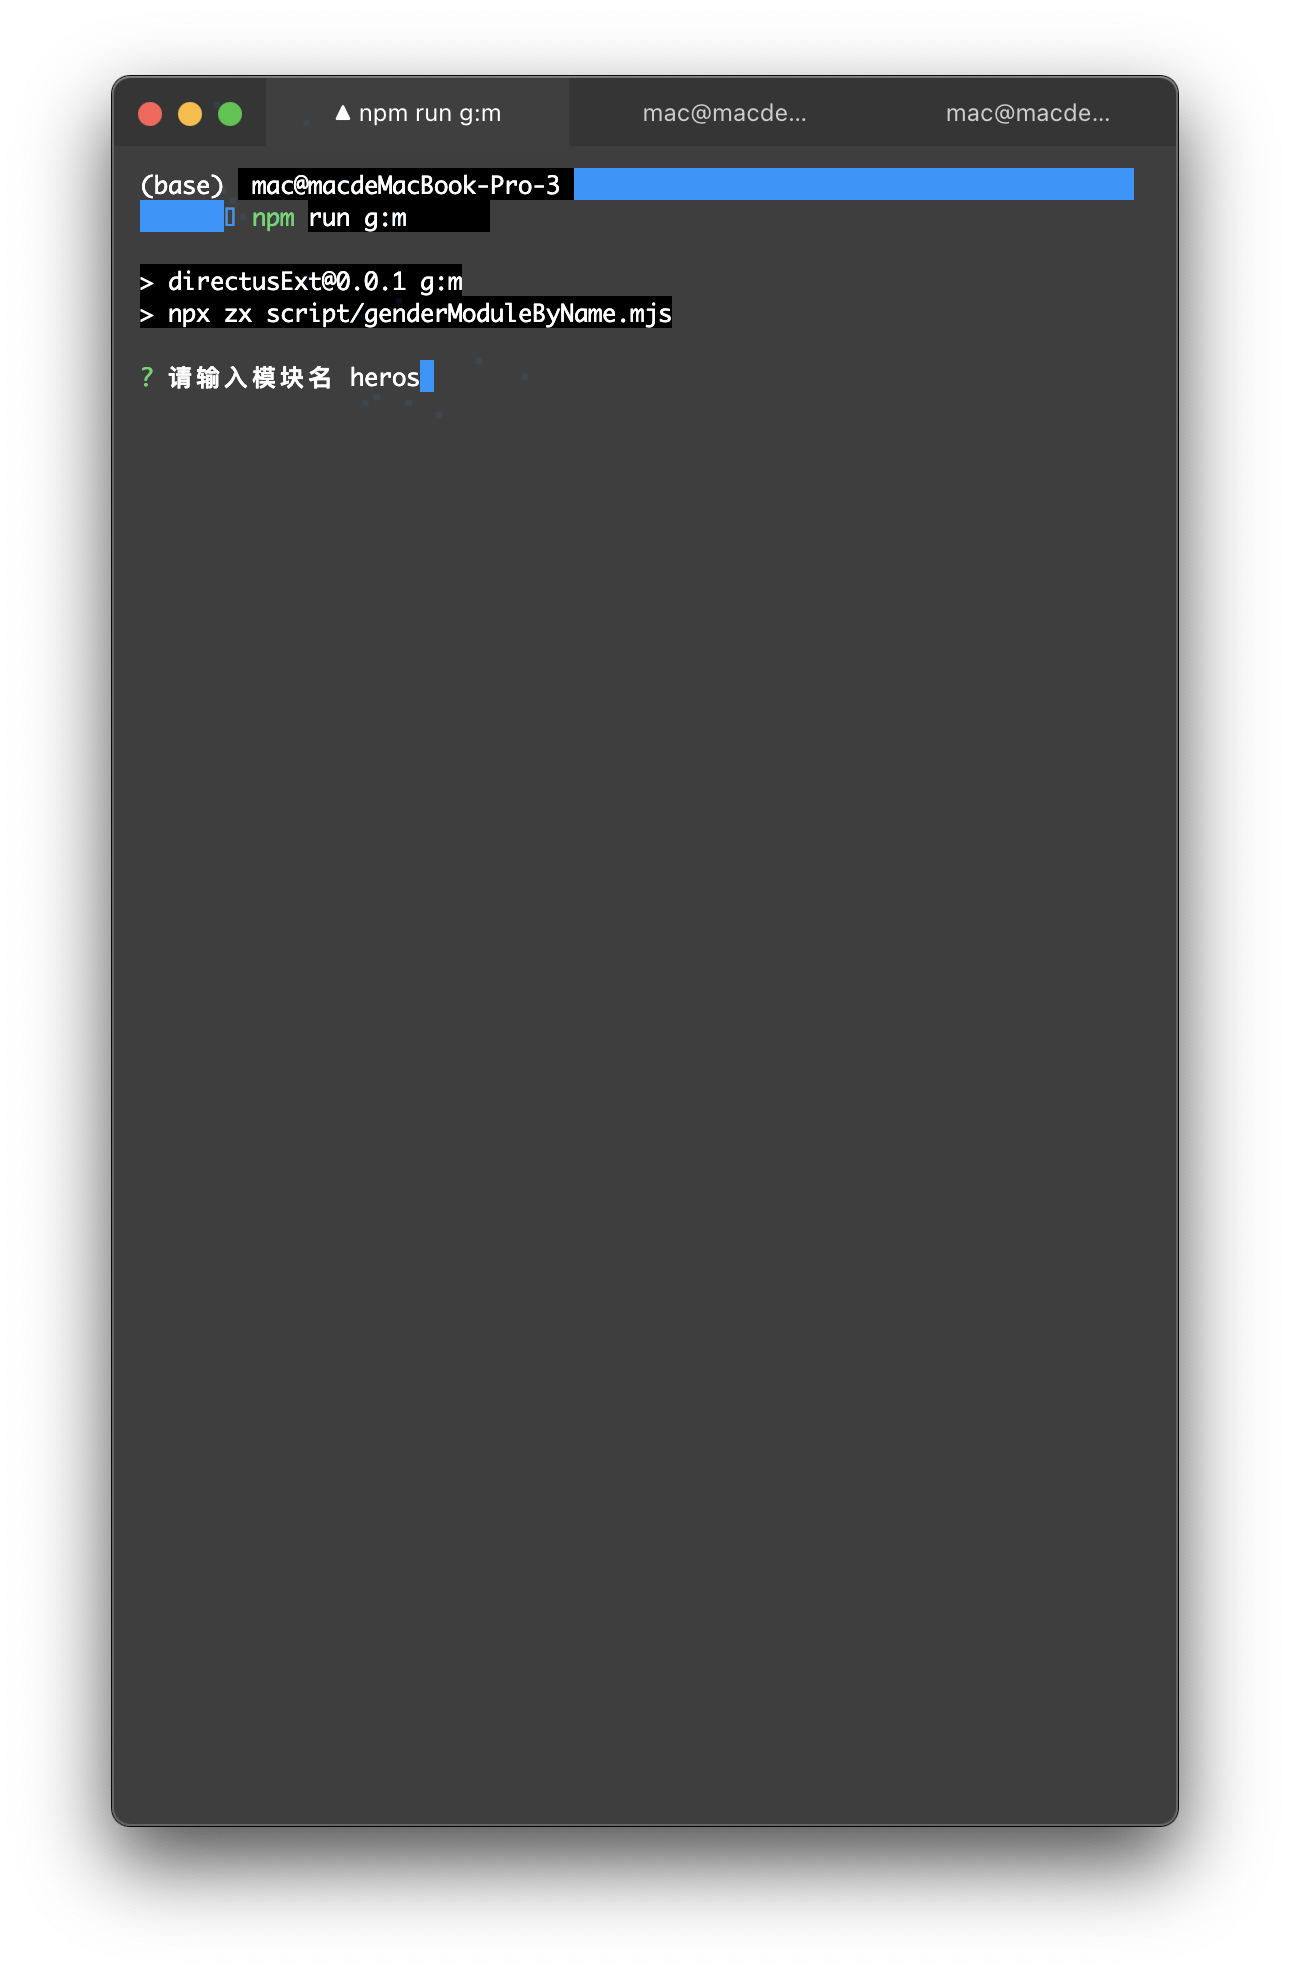 npm run g:m mac@macde... mac@macde...
(base) mac@macdeMacBook-Pro-3
npm run g:m
> directusExt@0.0.1 g:m
> npx zx script/genderModuleByName.mjs
? 请输入模块名 heros